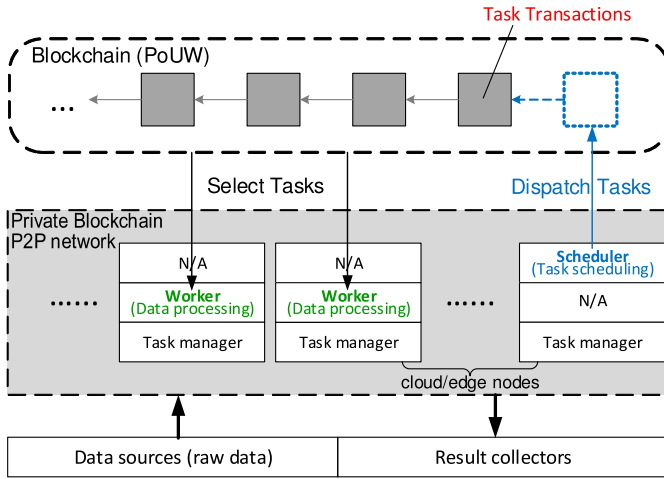 Task Transactions
Blockchain (PoUW)
...
Select Tasks
Dispatch Tasks
Private Blockchain
P2P network
N/A
Worker
(Data processing)
Task manager
N/A
Worker
(Data processing)
Task manager
Scheduler
(Task scheduling)
N/A
Task manager
......
......
cloud/edge nodes
Data sources (raw data)
Result collectors